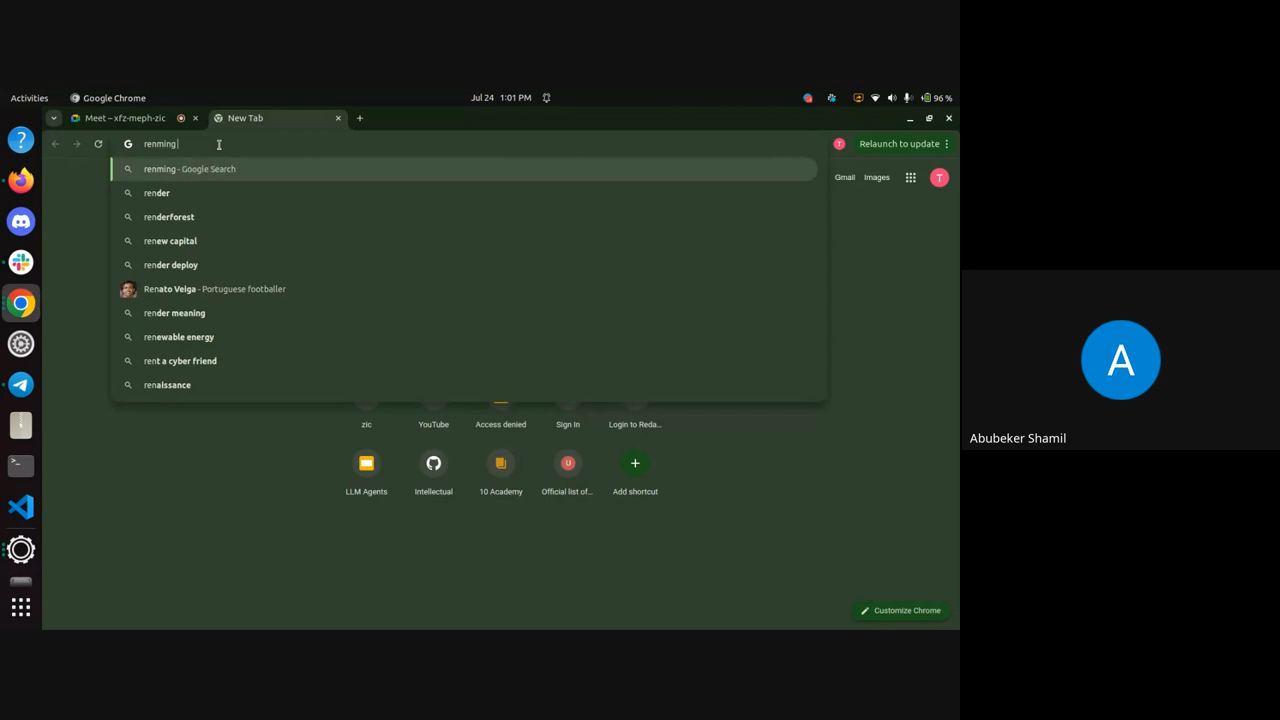 Activities
Google Chrome
Jul 24 1:01 PM
96 %
Meet – xfz-meph-zic
New Tab
renming
Relaunch to update
renming - Google Search
render
renderforest
renew capital
render deploy
Renato Veiga - Portuguese footballer
render meaning
renewable energy
rent a cyber friend
renaissance
Gmail
Images
T
T
zic
YouTube
Access denied
Sign In
Login to Reda...
U
LLM Agents
Intellectual
10 Academy
Official list of...
Add shortcut
Customize Chrome
A
Abubeker Shamil